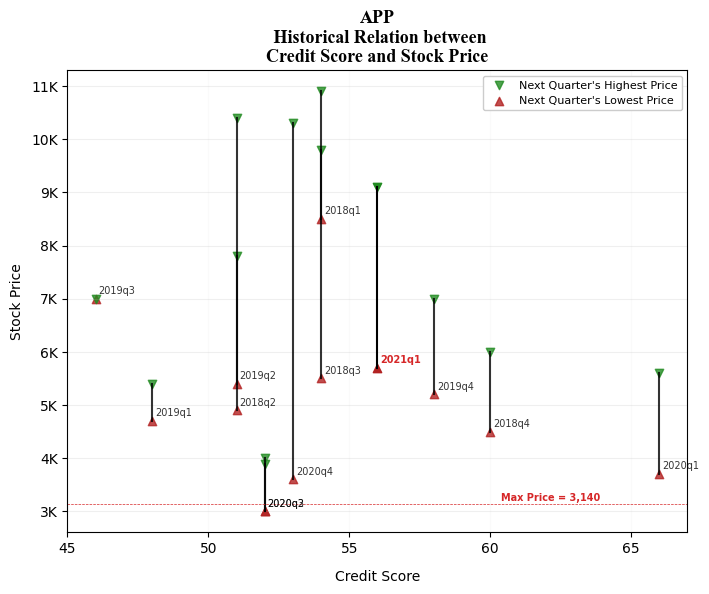 APP
Historical Relation between
Credit Score and Stock Price
Next Quarter's Highest Price
Next Quarter's Lowest Price
11K
10K
9K
8K
7K
6K
5K
4K
3K
Stock Price
2018q1
2019q3
2021q1
2019q2
2018q3
2019q4
2018q2
2019q1
2018q4
2020q4
2020q1
Max Price = 3,140
45
50
55
60
65
Credit Score